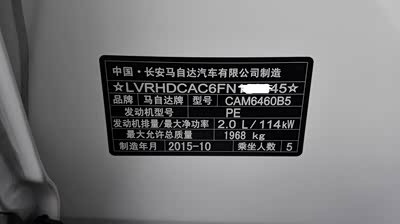 中国·长安马自达汽车有限公司制造
☆LVRHDCAC6FN1 45☆
品牌 马自达牌 型号 CAM6460B5
发动机型号 PE
发动机排量/最大净功率 2.0 L/114kW
最大允许总质量 1968 kg
制造年月 2015-10 乘坐人数 5